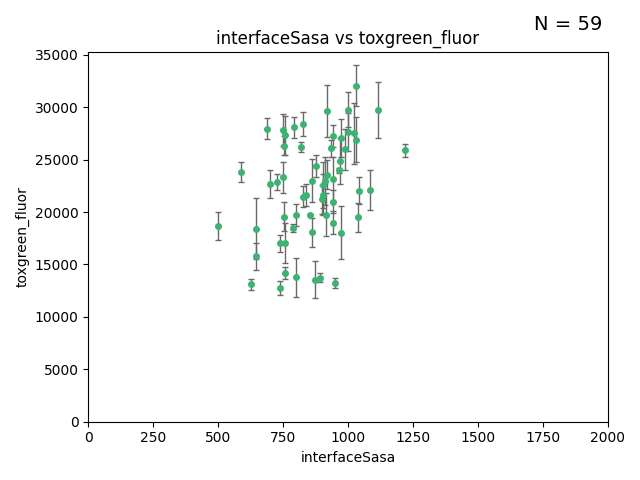 N = 59
interfaceSasa vs toxgreen_fluor
35000
30000
25000
20000
15000
10000
5000
0
toxgreen_fluor
0 250 500 750 1000 1250 1500 1750 2000
interfaceSasa